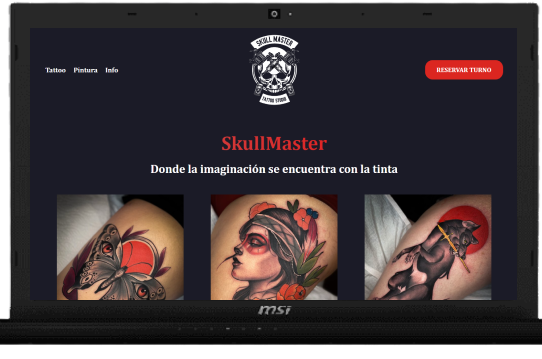 SKULL MASTER
TATTOO STUDIO
Tattoo Pintura Info
RESERVAR TURNO
SkullMaster
Donde la imaginación se encuentra con la tinta
msi